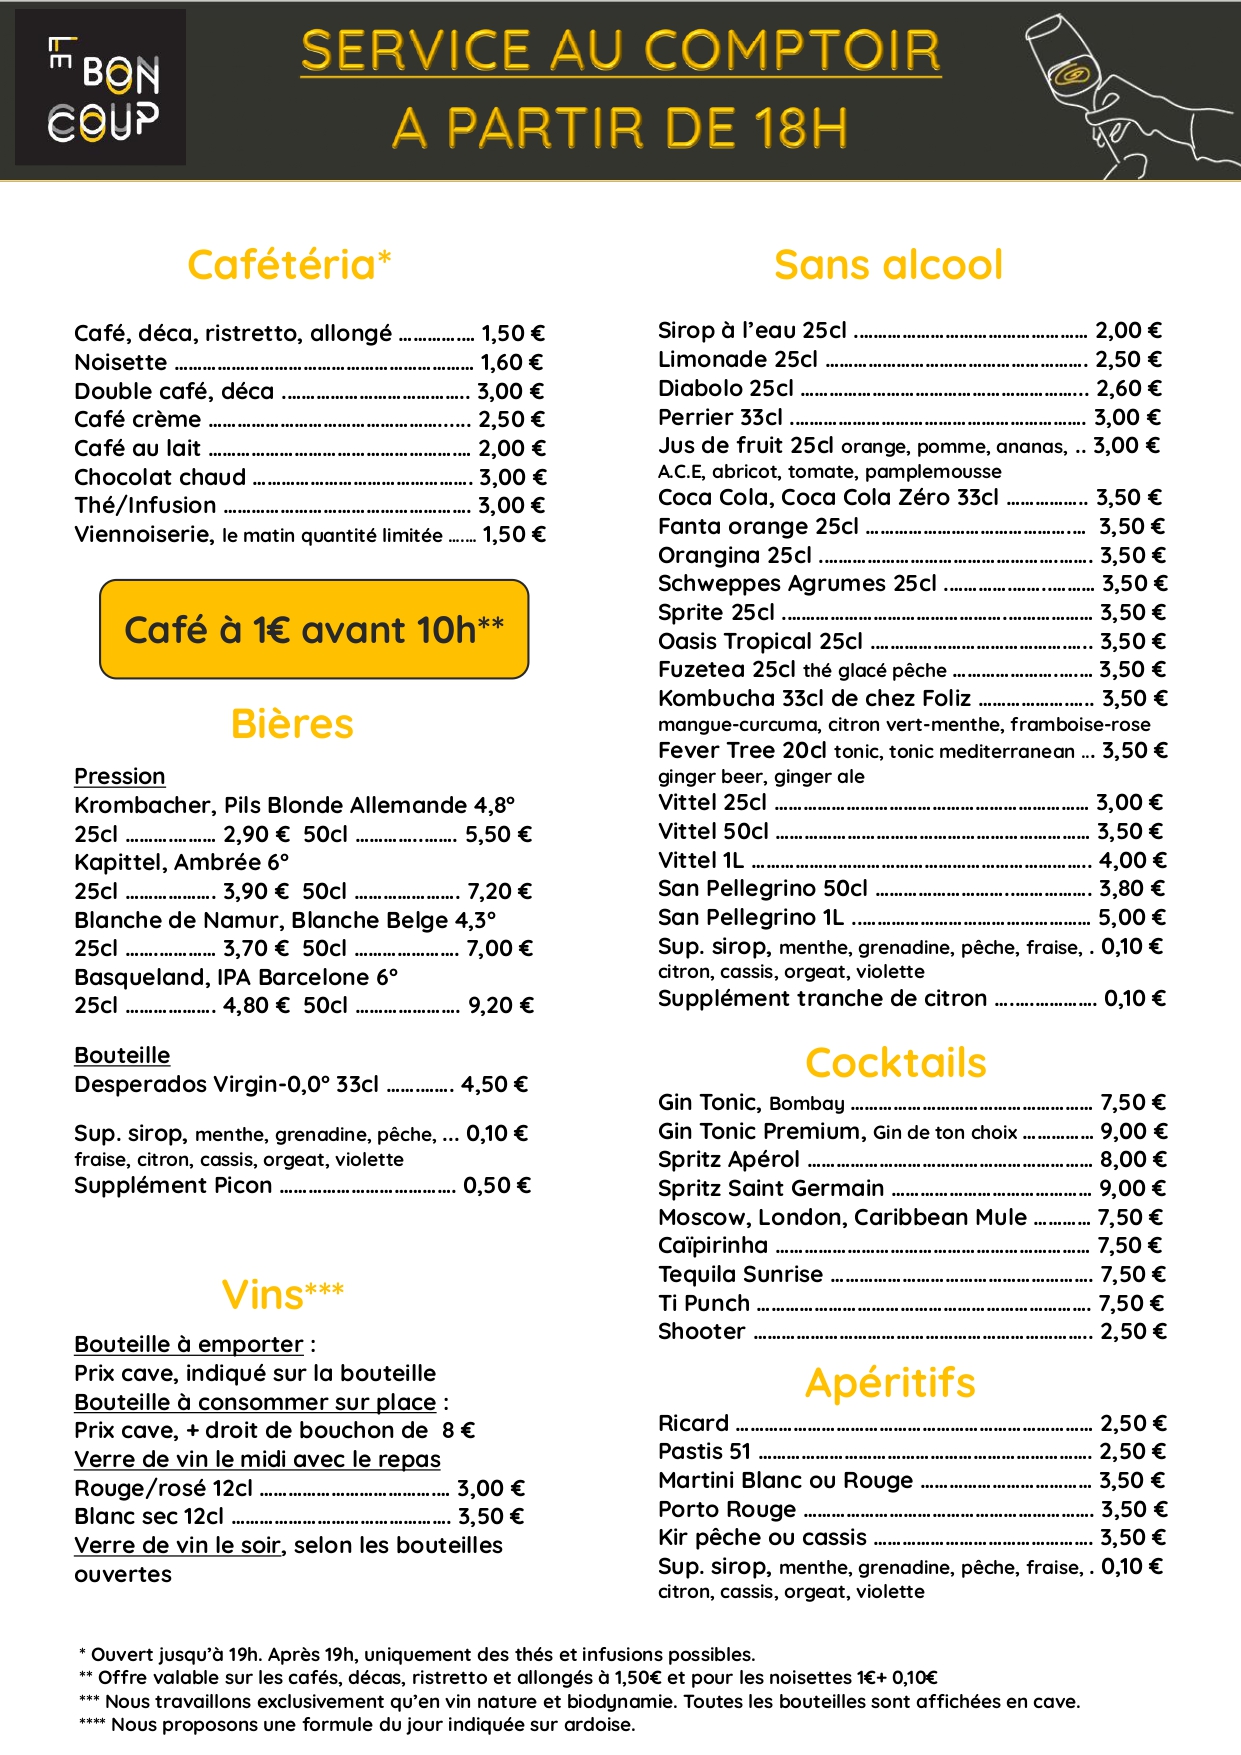 LE BON COUP
SERVICE AU COMPTOIR
A PARTIR DE 18H
Cafétéria*
Café, déca, ristretto, allongé .............. 1,50 €
Noisette ........................................................ 1,60 €
Double café, déca ................................... 3,00 €
Café crème ................................................ 2,50 €
Café au lait ................................................ 2,00 €
Chocolat chaud ......................................... 3,00 €
Thé/Infusion .............................................. 3,00 €
Viennoiserie, le matin quantité limitée ....... 1,50 €
Café à 1€ avant 10h**
Bières
Pression
Krombacher, Pils Blonde Allemande 4,8°
25cl ................. 2,90 € 50cl ................... 5,50 €
Kapittel, Ambrée 6°
25cl ................. 3,90 € 50cl .................... 7,20 €
Blanche de Namur, Blanche Belge 4,3°
25cl ................. 3,70 € 50cl .................... 7,00 €
Basqueland, IPA Barcelone 6°
25cl ................. 4,80 € 50cl .................... 9,20 €
Bouteille
Desperados Virgin-0,0° 33cl ............. 4,50 €
Sup. sirop, menthe, grenadine, pêche, ... 0,10 €
fraise, citron, cassis, orgeat, violette
Supplément Picon ................................. 0,50 €
Vins***
Bouteille à emporter :
Prix cave, indiqué sur la bouteille
Bouteille à consommer sur place :
Prix cave, + droit de bouchon de 8 €
Verre de vin le midi avec le repas
Rouge/rosé 12cl .................................... 3,00 €
Blanc sec 12cl ......................................... 3,50 €
Verre de vin le soir, selon les bouteilles
ouvertes
Sans alcool
Sirop à l’eau 25cl ........................................... 2,00 €
Limonade 25cl ................................................. 2,50 €
Diabolo 25cl ..................................................... 2,60 €
Perrier 33cl ....................................................... 3,00 €
Jus de fruit 25cl orange, pomme, ananas, .. 3,00 €
A.C.E, abricot, tomate, pamplemousse
Coca Cola, Coca Cola Zéro 33cl ................ 3,50 €
Fanta orange 25cl ......................................... 3,50 €
Orangina 25cl ................................................... 3,50 €
Schweppes Agrumes 25cl ............................ 3,50 €
Sprite 25cl ......................................................... 3,50 €
Oasis Tropical 25cl ......................................... 3,50 €
Fuzetea 25cl thé glacé pêche .......................... 3,50 €
Kombucha 33cl de chez Foliz ...................... 3,50 €
mangue-curcuma, citron vert-menthe, framboise-rose
Fever Tree 20cl tonic, tonic mediterranean ... 3,50 €
ginger beer, ginger ale
Vittel 25cl .......................................................... 3,00 €
Vittel 50cl .......................................................... 3,50 €
Vittel 1L .............................................................. 4,00 €
San Pellegrino 50cl ........................................ 3,80 €
San Pellegrino 1L ............................................ 5,00 €
Sup. sirop, menthe, grenadine, pêche, fraise, . 0,10 €
citron, cassis, orgeat, violette
Supplément tranche de citron ................... 0,10 €
Cocktails
Gin Tonic, Bombay ............................................. 7,50 €
Gin Tonic Premium, Gin de ton choix .............. 9,00 €
Spritz Apérol ..................................................... 8,00 €
Spritz Saint Germain ...................................... 9,00 €
Moscow, London, Caribbean Mule ........... 7,50 €
Caïpirinha .......................................................... 7,50 €
Tequila Sunrise ................................................. 7,50 €
Ti Punch .............................................................. 7,50 €
Shooter ............................................................... 2,50 €
Apéritifs
Ricard .................................................................. 2,50 €
Pastis 51 .............................................................. 2,50 €
Martini Blanc ou Rouge ................................ 3,50 €
Porto Rouge ...................................................... 3,50 €
Kir pêche ou cassis ......................................... 3,50 €
Sup. sirop, menthe, grenadine, pêche, fraise, . 0,10 €
citron, cassis, orgeat, violette
* Ouvert jusqu’à 19h. Après 19h, uniquement des thés et infusions possibles.
** Offre valable sur les cafés, décas, ristretto et allongés à 1,50€ et pour les noisettes 1€+ 0,10€
*** Nous travaillons exclusivement qu’en vin nature et biodynamie. Toutes les bouteilles sont affichées en cave.
**** Nous proposons une formule du jour indiquée sur ardoise.